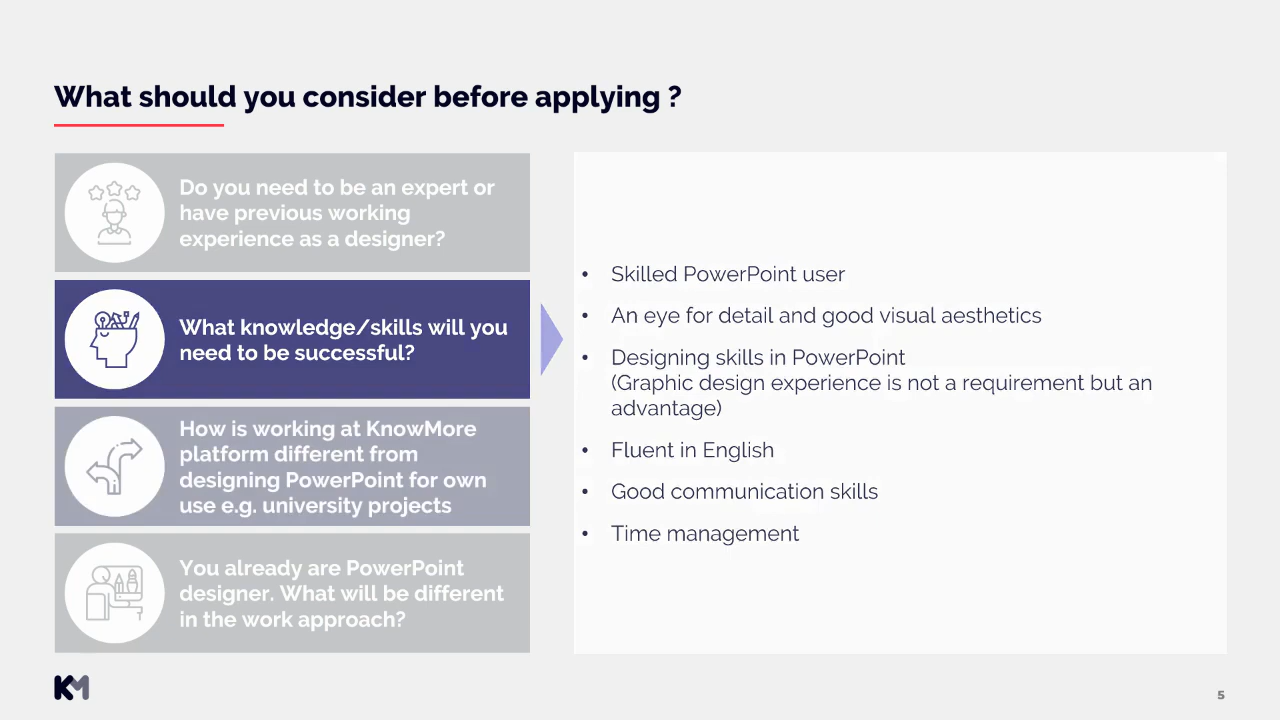 What should you consider before applying ?
Do you need to be an expert or
have previous working
experience as a designer?
What knowledge/skills will you
need to be successful?
How is working at KnowMore
platform different from
designing PowerPoint for own
use e.g. university projects
You already are PowerPoint
designer. What will be different
in the work approach?
• Skilled PowerPoint user
• An eye for detail and good visual aesthetics
• Designing skills in PowerPoint
(Graphic design experience is not a requirement but an
advantage)
• Fluent in English
• Good communication skills
• Time management
KM
5